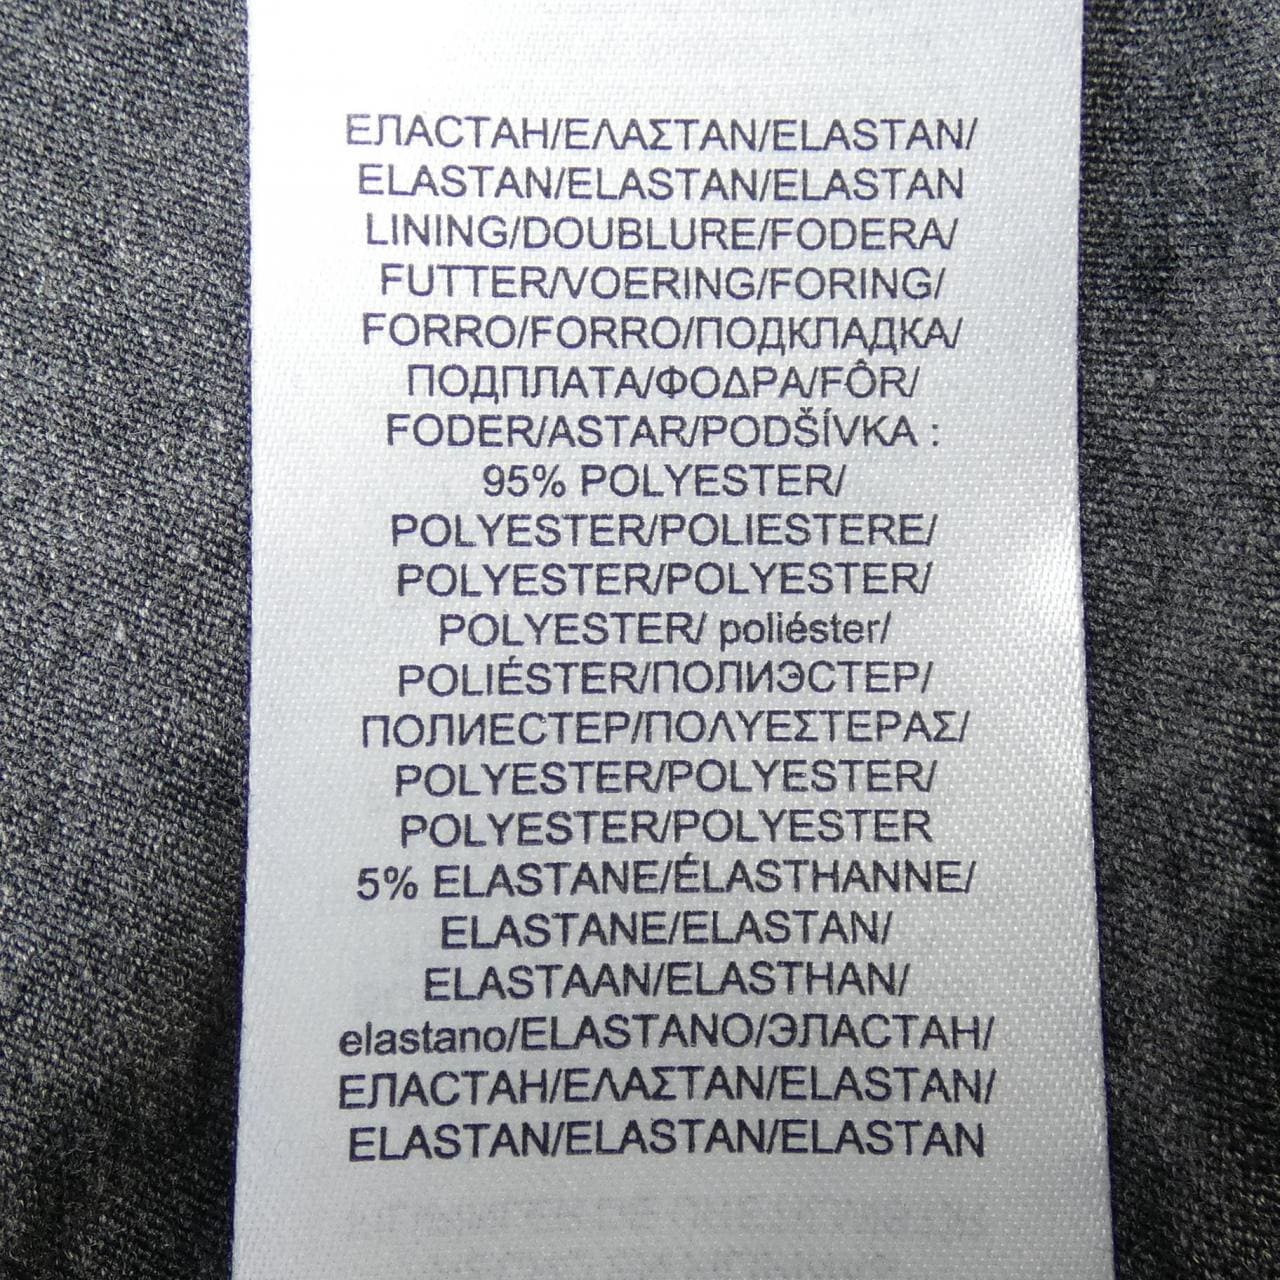 ЕЛАСТАН/ΕΛΑΣΤΑΝ/ELASTAN/
ELASTAN/ELASTAN/ELASTAN
LINING/DOUBLURE/FODERA/
FUTTER/VOERING/FORING/
FORRO/FORRO/ПОДКЛАДКА/
ПОДПЛАТА/ΦΟΔΡΑ/FÔR/
FODER/ASTAR/PODŠÍVKA :
95% POLYESTER/
POLYESTER/POLIESTERE/
POLYESTER/POLYESTER/
POLYESTER/ poliéster/
POLIÉSTER/ПОЛИЭСТЕР/
ПОЛИЕСТЕР/ΠΟΛΥΕΣΤΕΡΑΣ/
POLYESTER/POLYESTER/
POLYESTER/POLYESTER
5% ELASTANE/ÉLASTHANNE/
ELASTANE/ELASTAN/
ELASTAAN/ELASTHAN/
elastano/ELASTANO/ЭЛАСТАН/
ЕЛАСТАН/ΕΛΑΣΤΑΝ/ELASTAN/
ELASTAN/ELASTAN/ELASTAN